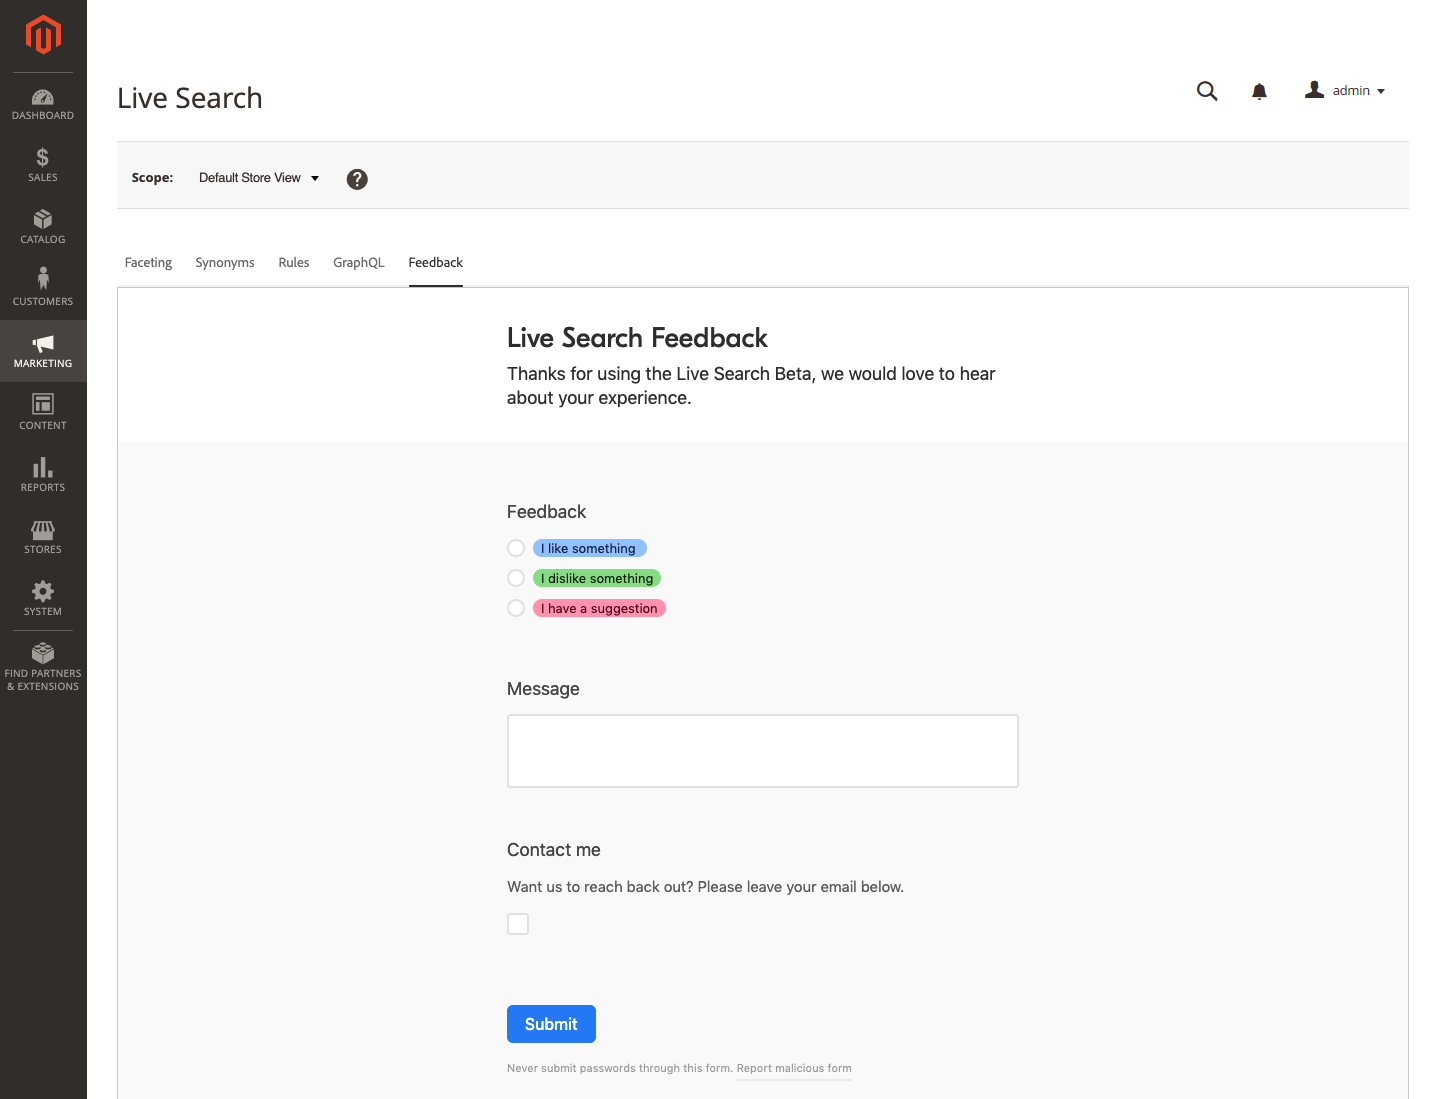 Live Search
admin
DASHBOARD
SALES
CATALOG
CUSTOMERS
MARKETING
CONTENT
REPORTS
STORES
SYSTEM
FIND PARTNERS
& EXTENSIONS
Scope: Default Store View ?
Faceting Synonyms Rules GraphQL Feedback
Live Search Feedback
Thanks for using the Live Search Beta, we would love to hear
about your experience.
Feedback
I like something
I dislike something
I have a suggestion
Message
Contact me
Want us to reach back out? Please leave your email below.
Submit
Never submit passwords through this form. Report malicious form